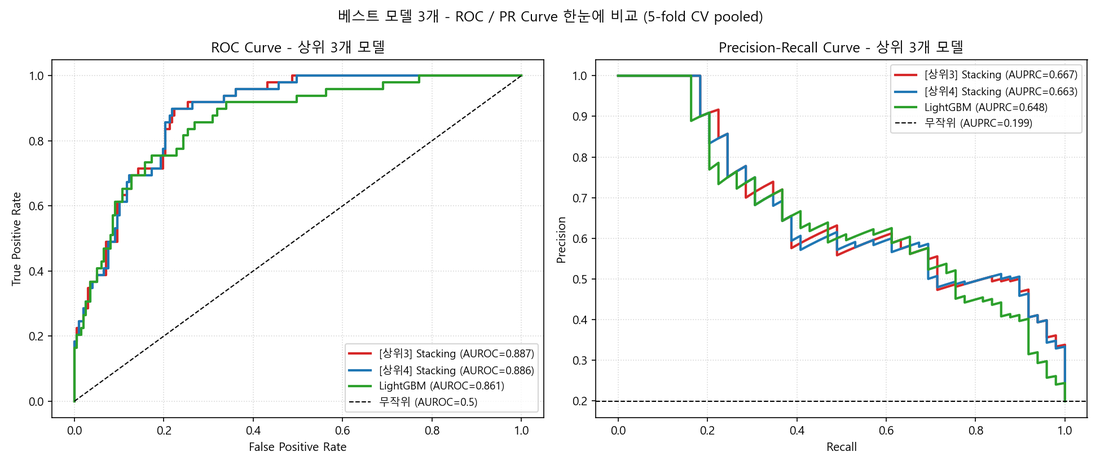 베스트 모델 3개 - ROC / PR Curve 한눈에 비교 (5-fold CV pooled)
ROC Curve - 상위 3개 모델
1.0
0.8
0.6
0.4
0.2
0.0
True Positive Rate
0.0 0.2 0.4 0.6 0.8 1.0
False Positive Rate
[상위3] Stacking (AUROC=0.887)
[상위4] Stacking (AUROC=0.886)
LightGBM (AUROC=0.861)
무작위 (AUROC=0.5)
Precision-Recall Curve - 상위 3개 모델
1.0
0.9
0.8
0.7
0.6
0.5
0.4
0.3
0.2
Precision
0.0 0.2 0.4 0.6 0.8 1.0
Recall
[상위3] Stacking (AUPRC=0.667)
[상위4] Stacking (AUPRC=0.663)
LightGBM (AUPRC=0.648)
무작위 (AUPRC=0.199)